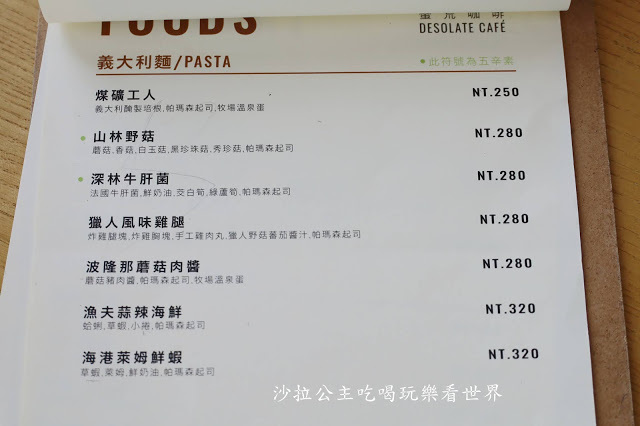 FOODS
蛮荒咖啡
DESOLATE CAFÉ
義大利麵/PASTA
•此符號為五辛素
煤礦工人 NT.250
義大利醃製培根,帕瑪森起司,牧場溫泉蛋
•山林野菇 NT.280
蘑菇,香菇,白玉菇,黑珍珠菇,秀珍菇,帕瑪森起司
•深林牛肝菌 NT.280
法國牛肝菌,鮮奶油,茭白筍,綠蘆筍,帕瑪森起司
獵人風味雞腿 NT.280
炸雞腿塊,炸雞胸塊,手工雞肉丸,獵人野菇蕃茄醬汁,帕瑪森起司
波隆那蘑菇肉醬 NT.280
蘑菇豬肉醬,帕瑪森起司,牧場溫泉蛋
漁夫蒜辣海鮮 NT.320
蛤蜊,草蝦,小捲,帕瑪森起司
海港萊姆鮮蝦 NT.320
草蝦,萊姆,鮮奶油,帕瑪森起司
沙拉公主吃喝玩樂看世界